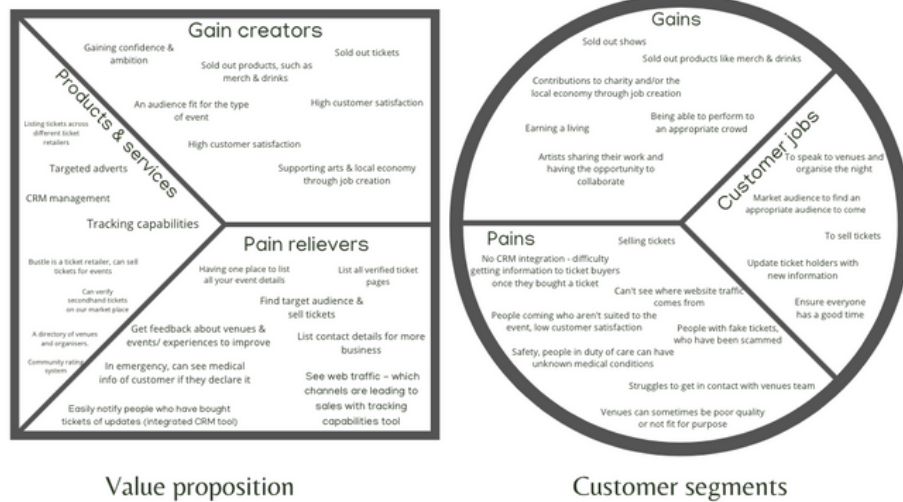 Gain creators
Gaining confidence &
ambition
Sold out tickets
Sold out products, such as
merch & drinks
An audience fit for the type
of event
High customer satisfaction
High customer satisfaction
Supporting arts & local economy
through job creation
Products & services
Listing tickets across
different ticket
retailers
Targeted adverts
CRM management
Tracking capabilities
Bustle is a ticket retailer, can sell
tickets for events
Can verify
secondhand tickets
on our market place
A directory of venues
and organisers.
Community rating
system
Pain relievers
Having one place to list
all your event details
List all verified ticket
pages
Find target audience &
sell tickets
Get feedback about venues &
events/ experiences to improve
List contact details for more
business
In emergency, can see medical
info of customer if they declare it
See web traffic – which
channels are leading to
sales with tracking
capabilities tool
Easily notify people who have bought
tickets of updates (integrated CRM tool)
Value proposition
Gains
Sold out shows
Sold out products like merch & drinks
Contributions to charity and/or the
local economy through job creation
Earning a living
Being able to perform to
an appropriate crowd
Artists sharing their work and
having the opportunity to
collaborate
Customer jobs
To speak to venues and
organise the night
Market audience to find an
appropriate audience to come
To sell tickets
Update ticket holders with
new information
Ensure everyone
has a good time
Pains
Selling tickets
No CRM integration - difficulty
getting information to ticket buyers
once they bought a ticket
Can't see where website traffic
comes from
People coming who aren't suited to the
event, low customer satisfaction
People with fake tickets,
who have been scammed
Safety, people in duty of care can have
unknown medical conditions
Struggles to get in contact with venues team
Venues can sometimes be poor quality
or not fit for purpose
Customer segments